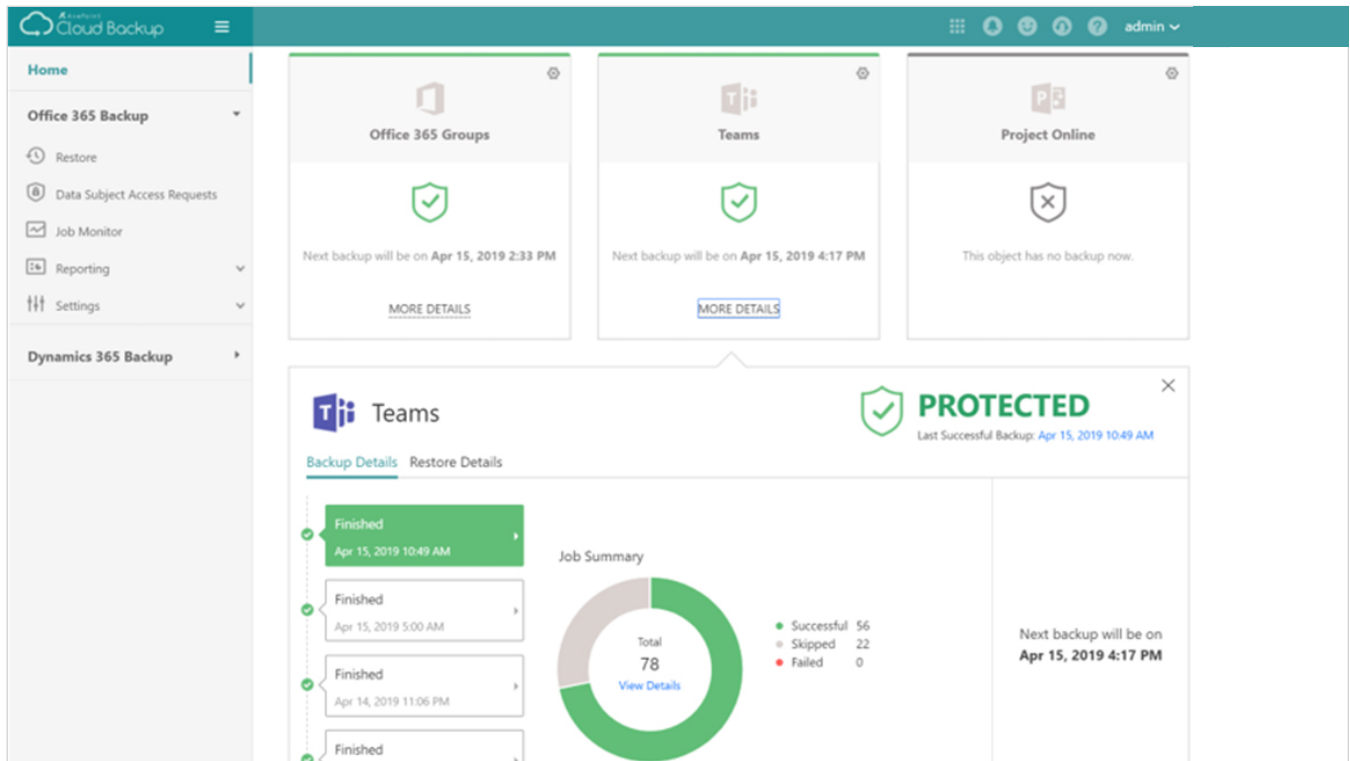 AvePoint
Cloud Backup
admin
Home
Office 365 Backup
Restore
Data Subject Access Requests
Job Monitor
Reporting
Settings
Dynamics 365 Backup
Office 365 Groups
Next backup will be on Apr 15, 2019 2:33 PM
MORE DETAILS
Teams
Next backup will be on Apr 15, 2019 4:17 PM
MORE DETAILS
Project Online
This object has no backup now.
Teams
PROTECTED
Last Successful Backup: Apr 15, 2019 10:49 AM
Backup Details Restore Details
Finished
Apr 15, 2019 10:49 AM
Finished
Apr 15, 2019 5:00 AM
Finished
Apr 14, 2019 11:06 PM
Finished
Job Summary
Total
78
View Details
Successful 56
Skipped 22
Failed 0
Next backup will be on
Apr 15, 2019 4:17 PM